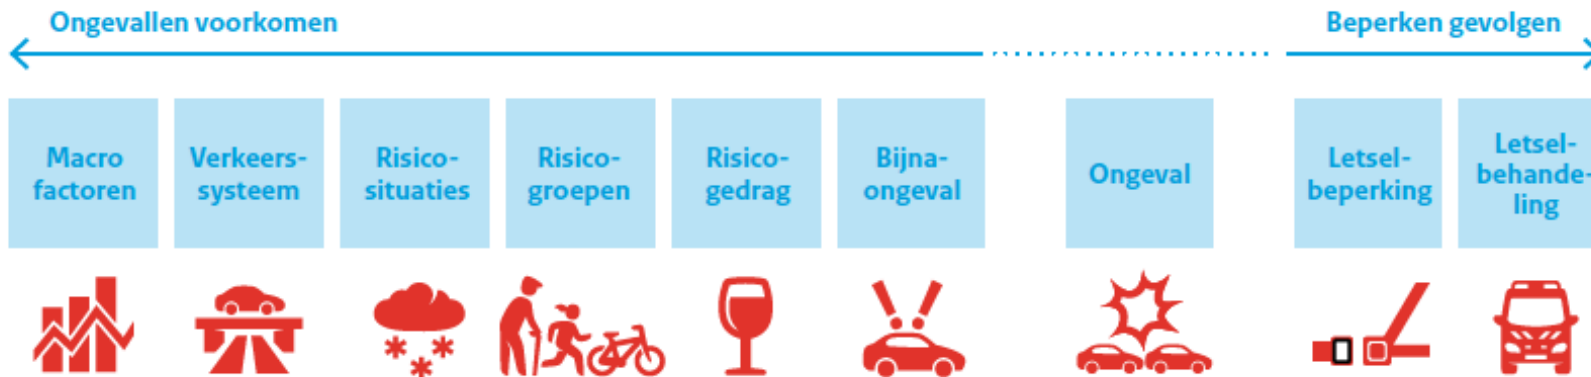 Ongevallen voorkomen
Beperken gevolgen
Macro
factoren
Verkeers-
systeem
Risico-
situaties
Risico-
groepen
Risico-
gedrag
Bijna-
ongeval
Ongeval
Letsel-
beperking
Letsel-
behande-
ling